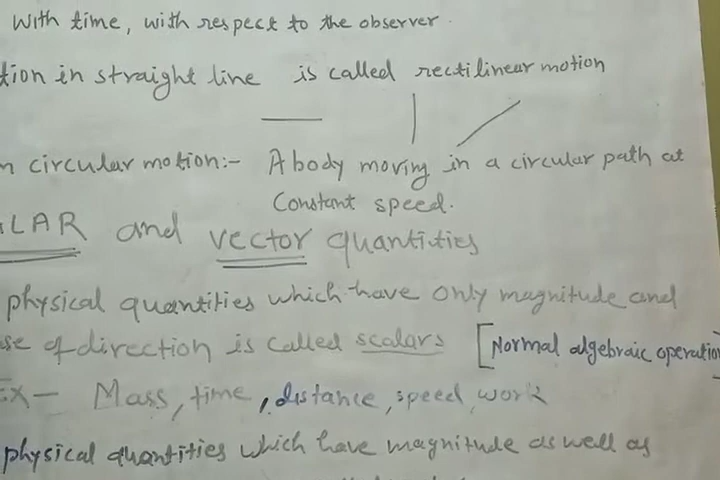 with time, with respect to the observer.
tion in straight line is called rectilinear motion
n circular motion:- A body moving in a circular path at
Constant speed.
LAR and vector quantities
physical quantities which have only magnitude and
se of direction is called scalars [Normal algebraic operation]
Ex- Mass, time, distance, speed, work
physical quantities which have magnitude as well as